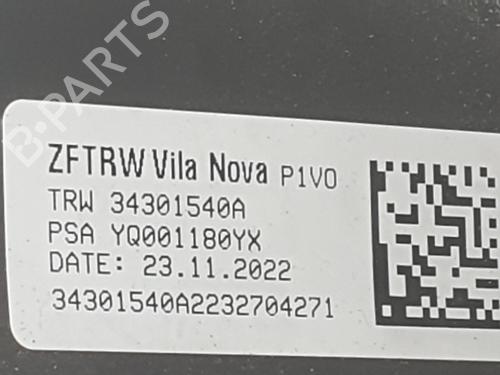 B-PARTS
ZFTRW Vila Nova P1VO
TRW 34301540A
PSA YQ001180YX
DATE: 23.11.2022
34301540A2232704271